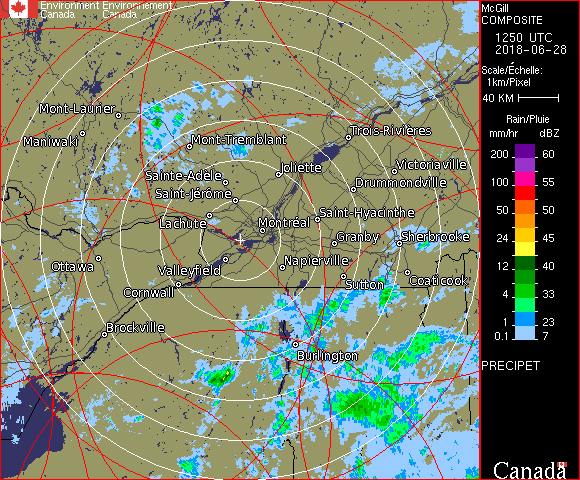 Environment Environnement
Canada Canada
McGill
COMPOSITE
1250 UTC
2018-06-28
Scale/Échelle:
1km/Pixel
40 KM
Rain/Pluie
mm/hr dBZ
200 60
100 55
50 50
24 45
12 40
4 33
1 23
0.1 7
PRECIPET
Mont-Laurier
Maniwaki
Mont-Tremblant
Trois-Rivières
Sainte-Adèle
Joliette
Victoriaville
Saint-Jérôme
Drummondville
Lachute
Montréal
Saint-Hyacinthe
Granby
Sherbrooke
Ottawa
Valleyfield
Napierville
Cornwall
Sutton
Coaticook
Brockville
Burlington
Canada